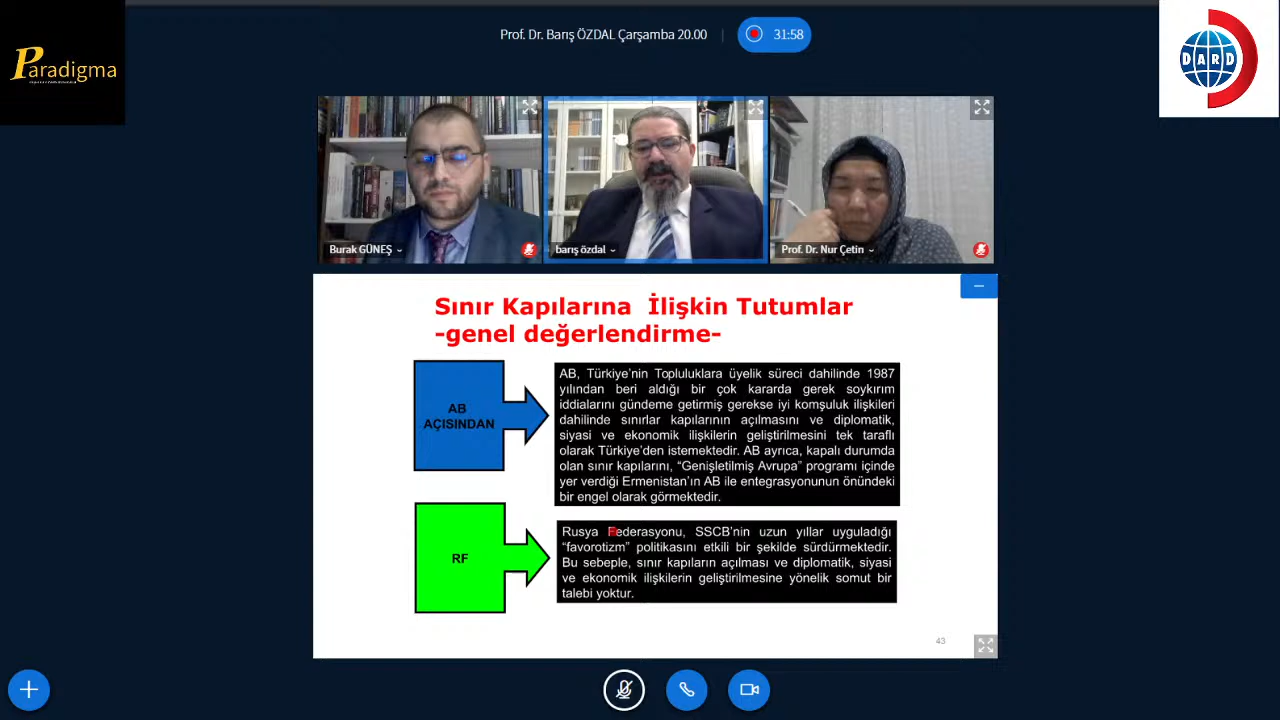 Paradigma
Prof. Dr. Barış ÖZDAL Çarşamba 20.00
31:58
DARD
Burak GÜNEŞ
barış özdal
Prof. Dr. Nur Çetin
Sınır Kapılarına İlişkin Tutumlar
-genel değerlendirme-
AB
AÇISINDAN
AB, Türkiye’nin Topluluklara üyelik süreci dahilinde 1987
yılından beri aldığı bir çok kararda gerek soykırım
iddialarını gündeme getirmiş gerekse iyi komşuluk ilişkileri
dahilinde sınırlar kapılarının açılmasını ve diplomatik,
siyasi ve ekonomik ilişkilerin geliştirilmesini tek taraflı
olarak Türkiye’den istemektedir. AB ayrıca, kapalı durumda
olan sınır kapılarını, “Genişletilmiş Avrupa” programı içinde
yer verdiği Ermenistan’ın AB ile entegrasyonunun önündeki
bir engel olarak görmektedir.
RF
Rusya Federasyonu, SSCB’nin uzun yıllar uyguladığı
“favorotizm” politikasını etkili bir şekilde sürdürmektedir.
Bu sebeple, sınır kapıların açılması ve diplomatik, siyasi
ve ekonomik ilişkilerin geliştirilmesine yönelik somut bir
talebi yoktur.
43